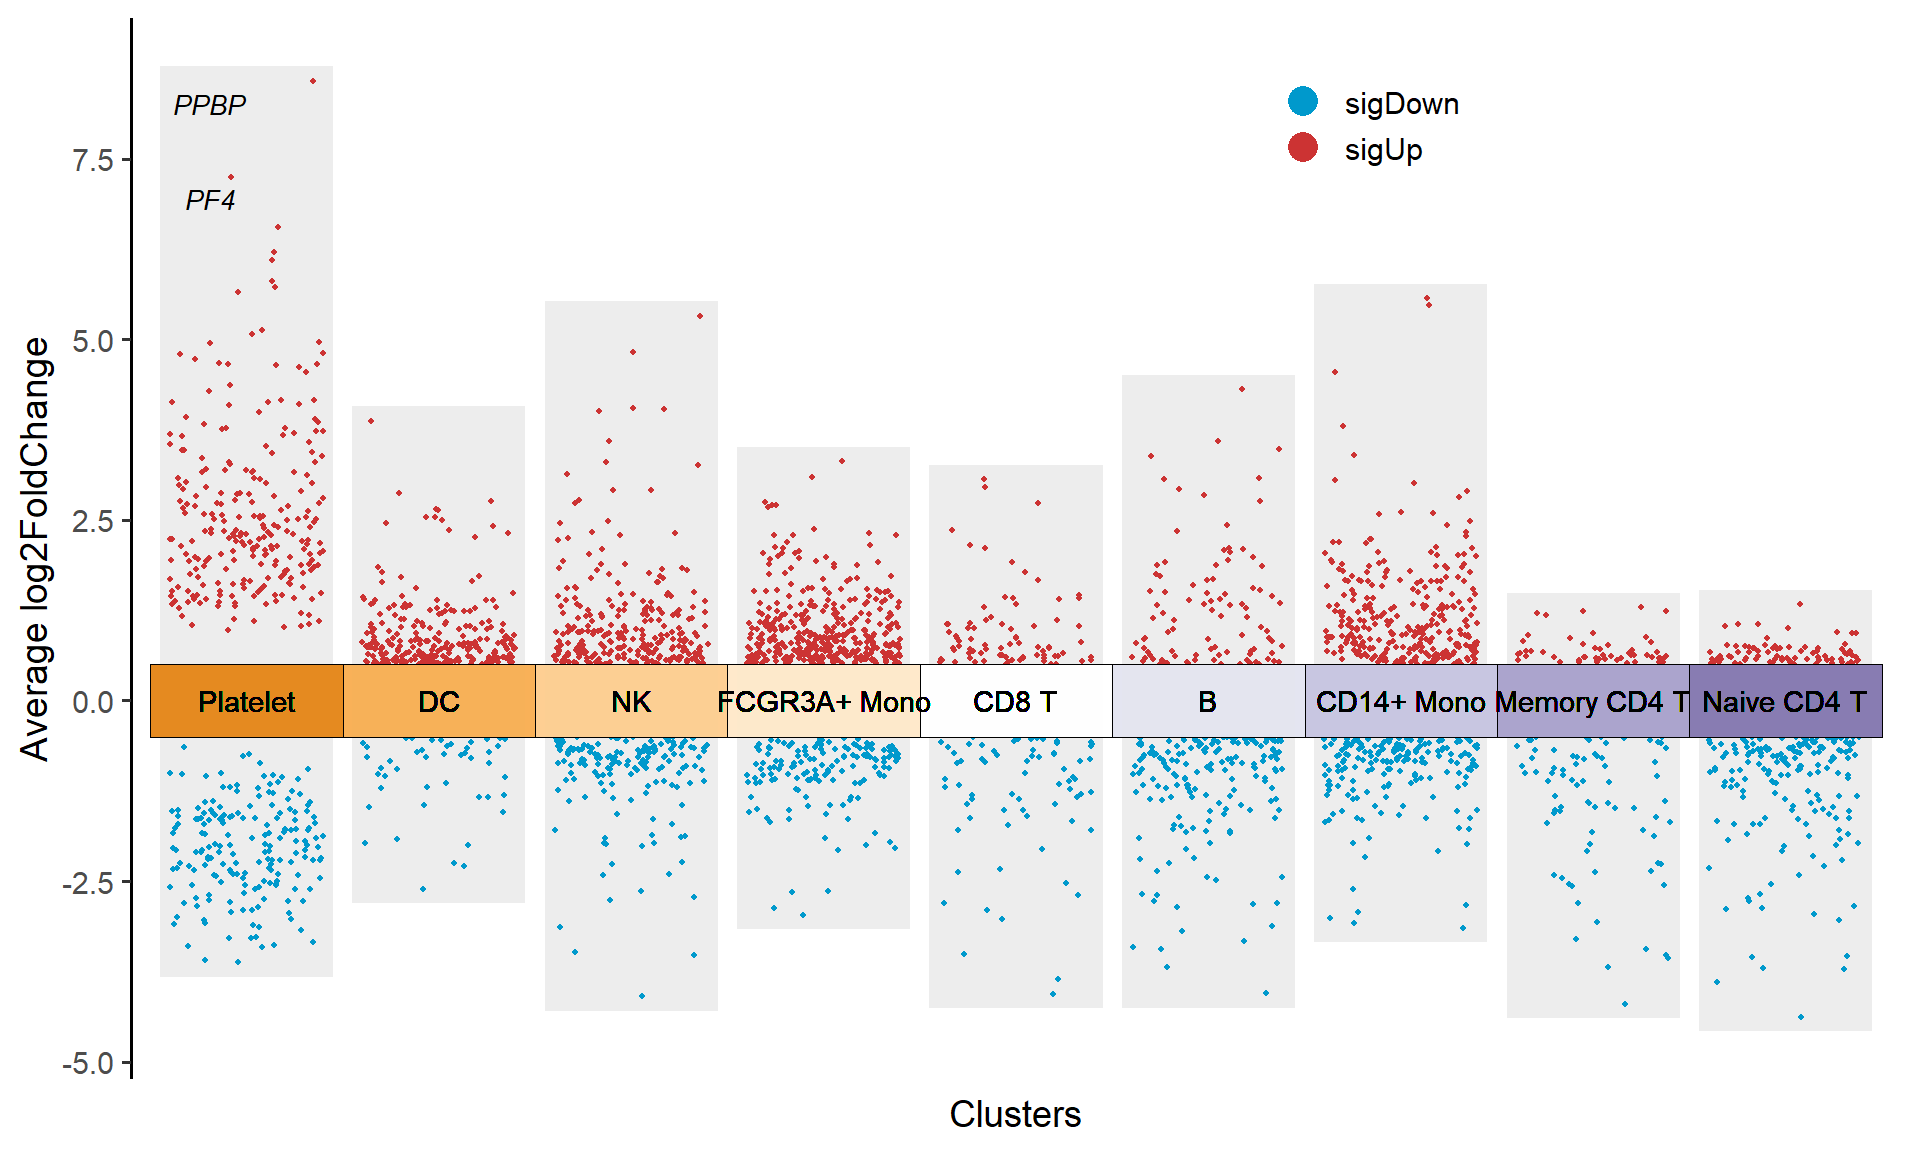 PPBP
PF4
sigDown
sigUp
7.5
5.0
2.5
0.0
-2.5
-5.0
Average log2FoldChange
Platelet
DC
NK
FCGR3A+ Mono
CD8 T
B
CD14+ Mono
Memory CD4 T
Naive CD4 T
Clusters